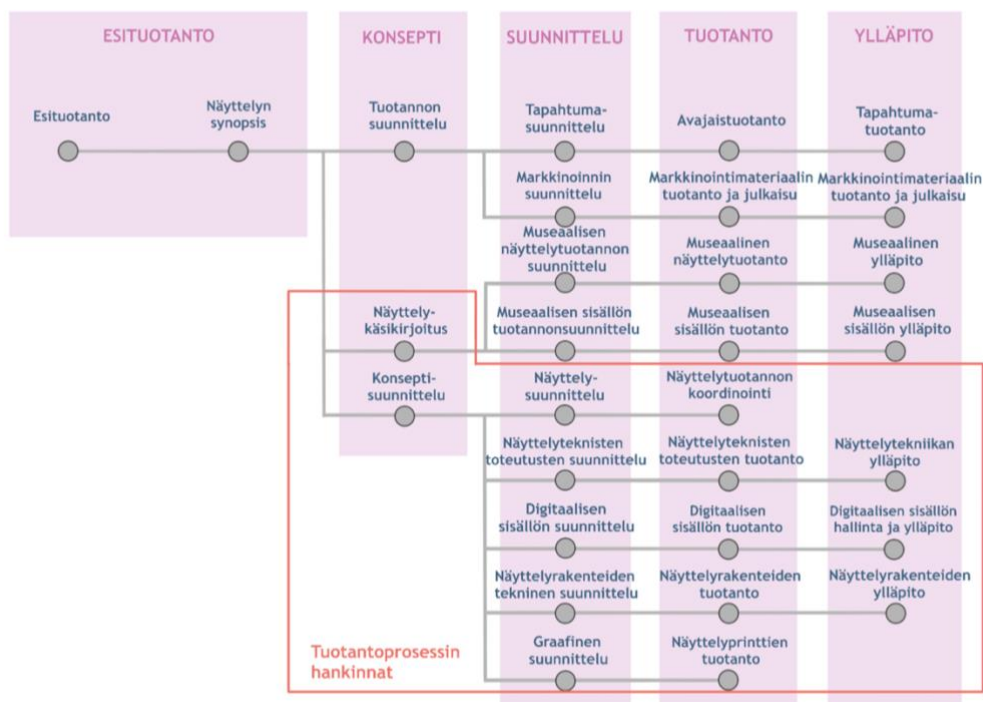 ESITUOTANTO
KONSEPTI
SUUNNITTELU
TUOTANTO
YLLÄPITO
Esituotanto
Näyttelyn
synopsis
Tuotannon
suunnittelu
Tapahtuma-
suunnittelu
Avajaistuotanto
Tapahtuma-
tuotanto
Markkinoinnin
suunnittelu
Markkinointimateriaalin
tuotanto ja julkaisu
Markkinointimateriaalin
tuotanto ja julkaisu
Museaalisen
näyttelytuotannon
suunnittelu
Museaalinen
näyttelytuotanto
Museaalinen
ylläpito
Näyttely-
käsikirjoitus
Museaalisen sisällön
tuotannonsuunnittelu
Museaalisen
sisällön tuotanto
Museaalisen
sisällön ylläpito
Konsepti-
suunnittelu
Näyttely-
suunnittelu
Näyttelytuotannon
koordinointi
Näyttelyteknisten
toteutusten suunnittelu
Näyttelyteknisten
toteutusten tuotanto
Näyttelytekniikan
ylläpito
Digitaalisen
sisällön suunnittelu
Digitaalisen
sisällön tuotanto
Digitaalisen sisällön
hallinta ja ylläpito
Näyttelyrakenteiden
tekninen suunnittelu
Näyttelyrakenteiden
tuotanto
Näyttelyrakenteiden
ylläpito
Graafinen
suunnittelu
Näyttelyprinttien
tuotanto
Tuotantoprosessin
hankinnat